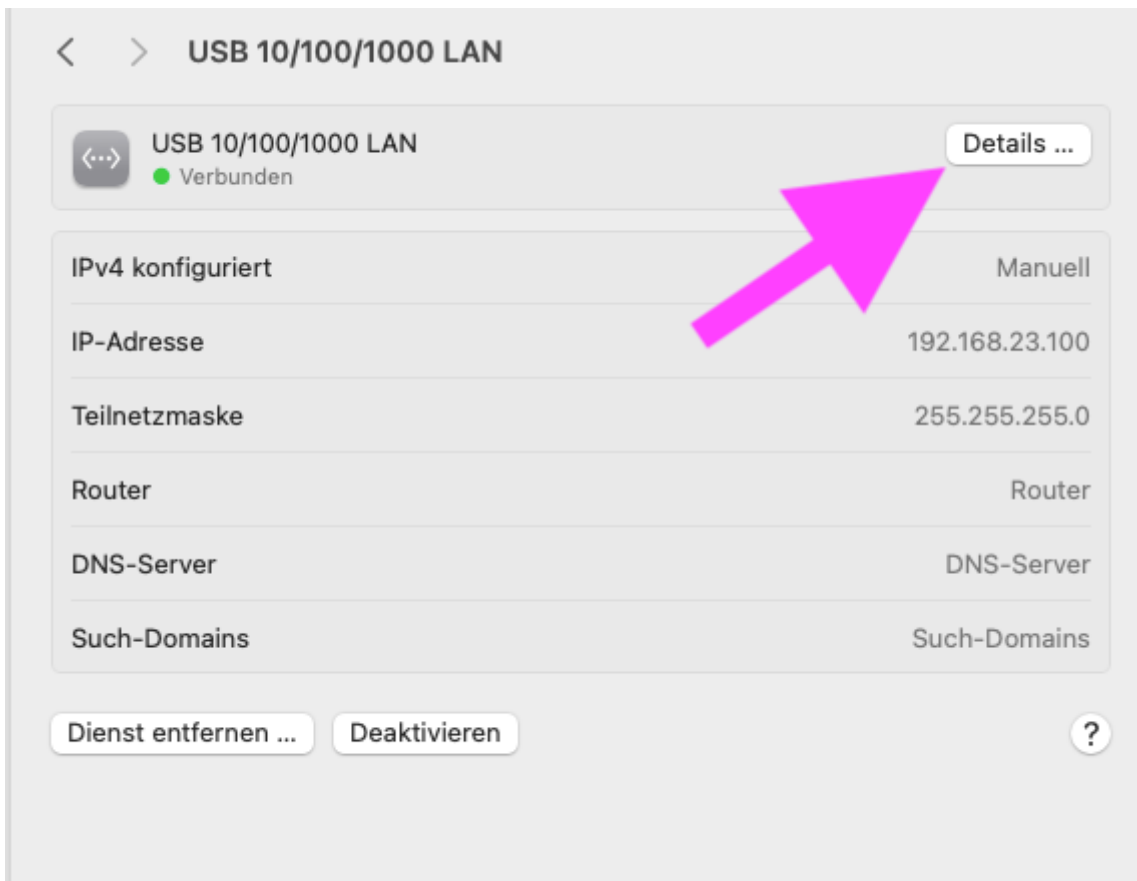 USB 10/100/1000 LAN
USB 10/100/1000 LAN
Details ...
Verbunden
IPv4 konfiguriert Manuell
IP-Adresse 192.168.23.100
Teilnetzmaske 255.255.255.0
Router Router
DNS-Server DNS-Server
Such-Domains Such-Domains
Dienst entfernen ... Deaktivieren ?